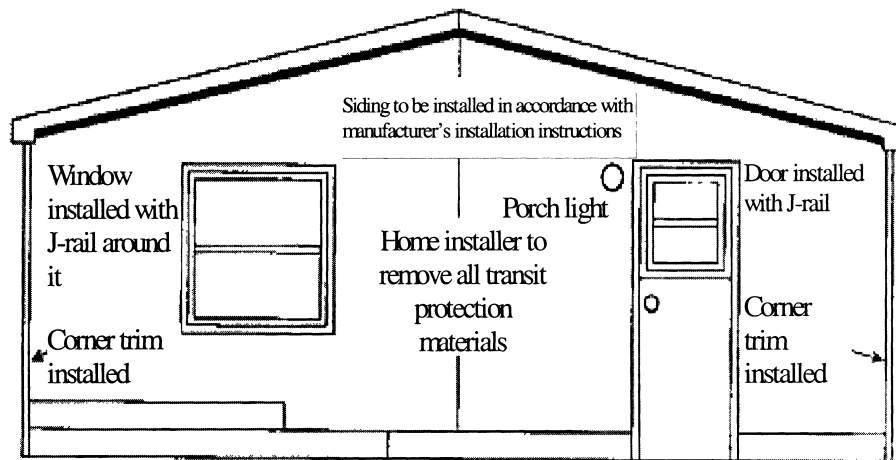 Siding to be installed in accordance with
manufacturer's installation instructions
Window
installed with
J-rail around
it
Porch light
Door installed
with J-rail
Home installer to
remove all transit
protection
materials
Corner trim
installed
Corner
trim
installed